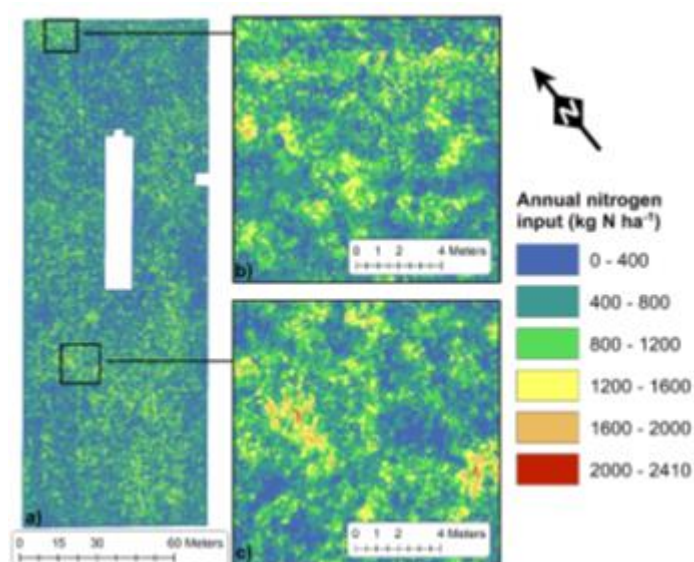 N
Annual nitrogen
input (kg N ha⁻¹)
0 - 400
400 - 800
800 - 1200
1200 - 1600
1600 - 2000
2000 - 2410
0 1 2 4 Meters
b)
a)
0 15 30 60 Meters
0 1 2 4 Meters
c)